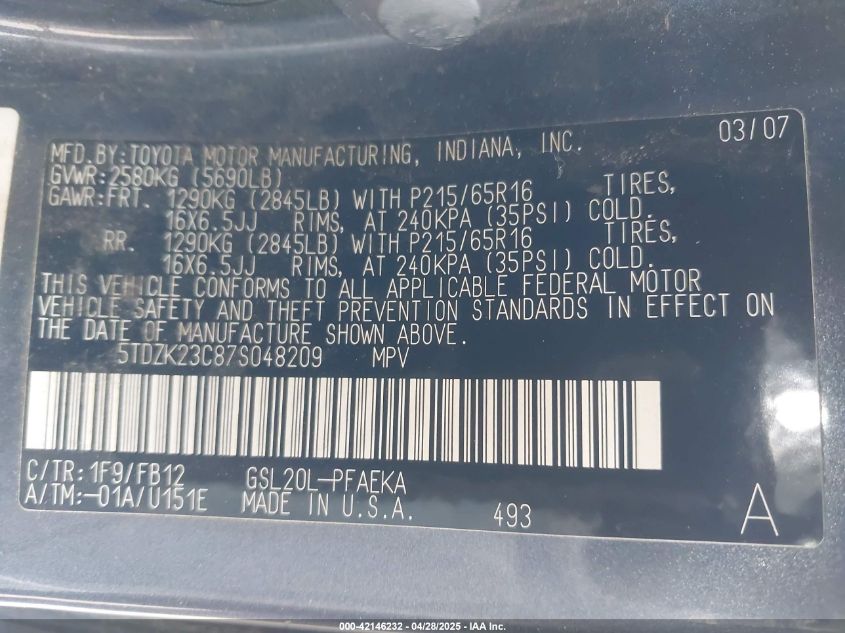 03/07
MFD.BY:TOYOTA MOTOR MANUFACTURING, INDIANA, INC.
GVWR:2580KG (5690LB)
GAWR:FRT. 1290KG (2845LB) WITH P215/65R16 TIRES,
16X6.5JJ RIMS, AT 240KPA (35PSI) COLD.
RR. 1290KG (2845LB) WITH P215/65R16 TIRES,
16X6.5JJ RIMS, AT 240KPA (35PSI) COLD.
THIS VEHICLE CONFORMS TO ALL APPLICABLE FEDERAL MOTOR
VEHICLE SAFETY AND THEFT PREVENTION STANDARDS IN EFFECT ON
THE DATE OF MANUFACTURE SHOWN ABOVE.
5TDZK23C87S048209 MPV
C/TR:1F9/FB12 GSL20L-PFAEKA
A/TM:-01A/U151E MADE IN U.S.A. 493 A
000-42146232 - 04/28/2025 - IAA Inc.